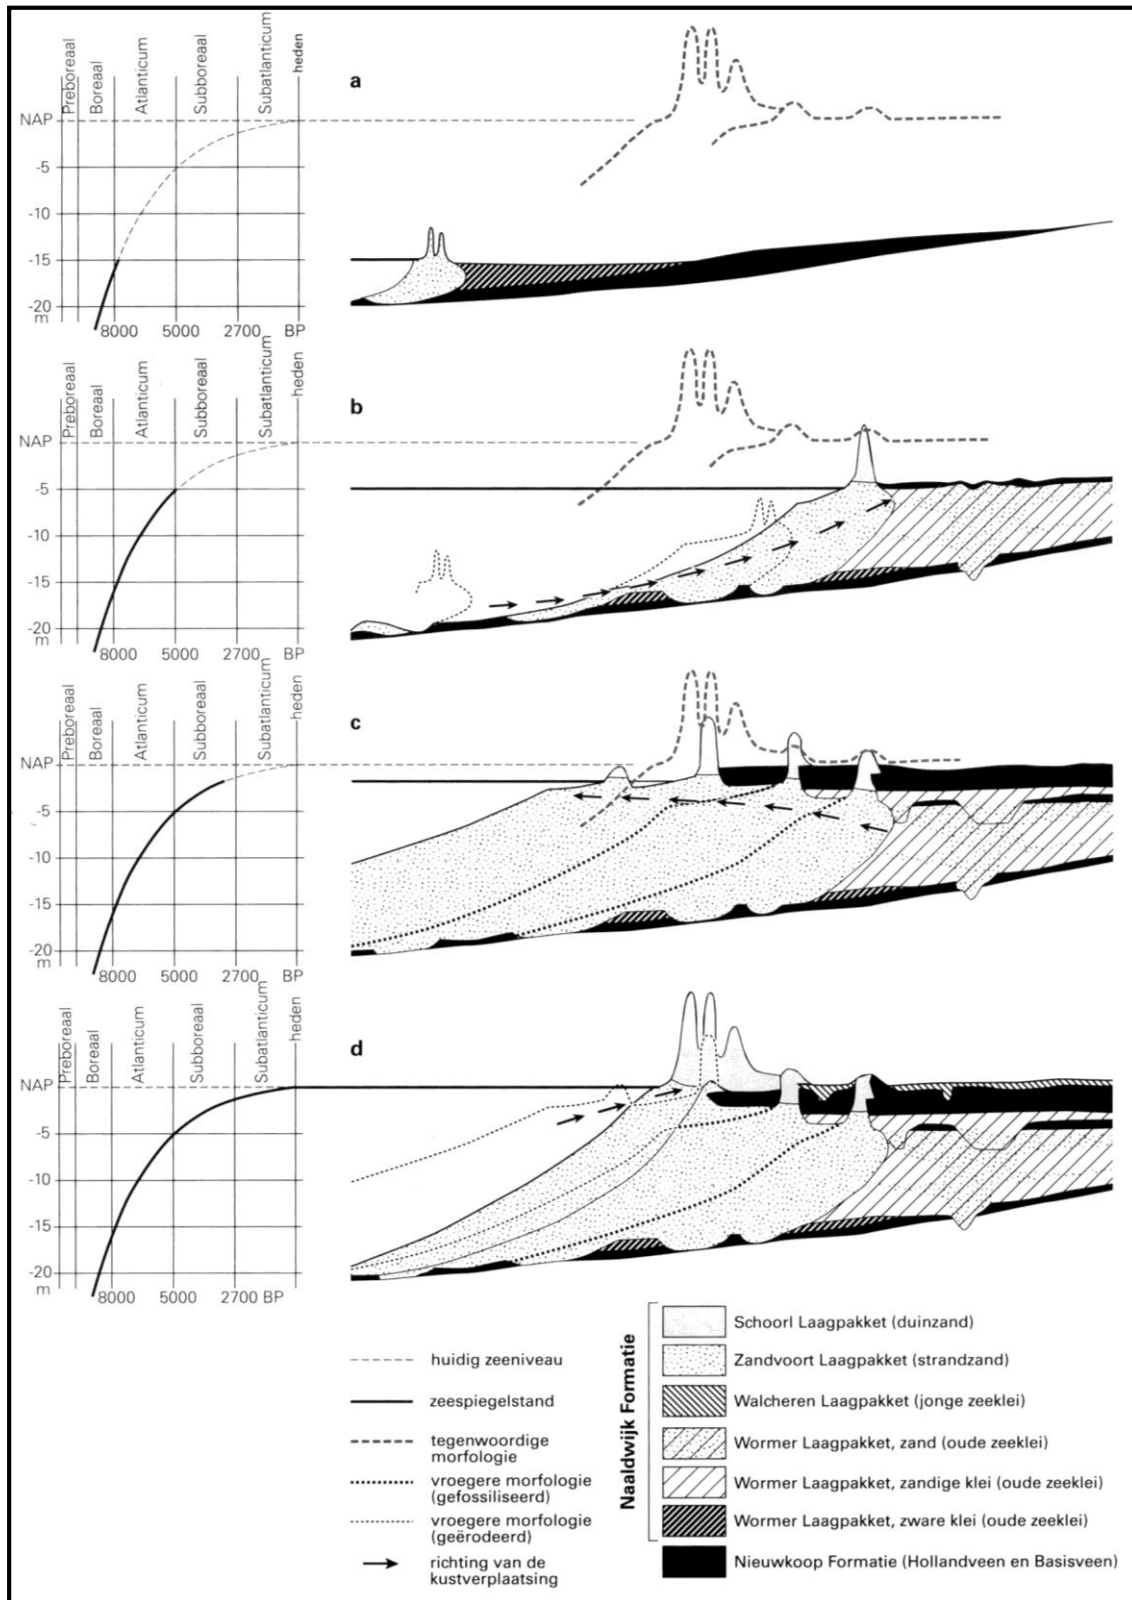 Preboreaal
Boreaal
Atlanticum
Subboreaal
Subatlanticum
heden
a
NAP
-5
-10
-15
-20
m
8000 5000 2700 BP
Preboreaal
Boreaal
Atlanticum
Subboreaal
Subatlanticum
heden
b
NAP
-5
-10
-15
-20
m
8000 5000 2700 BP
Preboreaal
Boreaal
Atlanticum
Subboreaal
Subatlanticum
heden
c
NAP
-5
-10
-15
-20
m
8000 5000 2700 BP
Preboreaal
Boreaal
Atlanticum
Subboreaal
Subatlanticum
heden
d
NAP
-5
-10
-15
-20
m
8000 5000 2700 BP
huidig zeeniveau
zeespiegelstand
tegenwoordige
morfologie
vroegere morfologie
(gefossiliseerd)
vroegere morfologie
(geërodeerd)
richting van de
kustverplaatsing
Naaldwijk Formatie
Schoorl Laagpakket (duinzand)
Zandvoort Laagpakket (strandzand)
Walcheren Laagpakket (jonge zeeklei)
Wormer Laagpakket, zand (oude zeeklei)
Wormer Laagpakket, zandige klei (oude zeeklei)
Wormer Laagpakket, zware klei (oude zeeklei)
Nieuwkoop Formatie (Hollandveen en Basisveen)